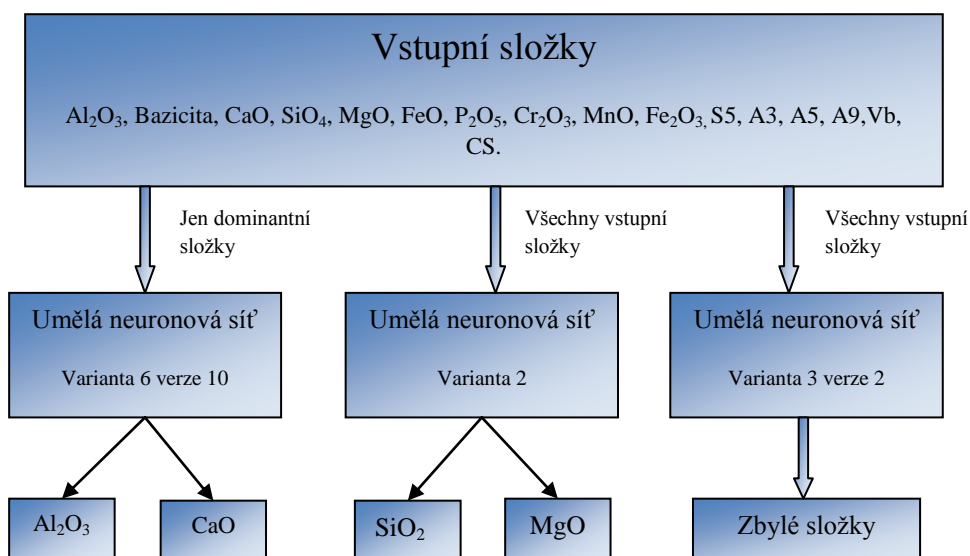 Vstupní složky
Al₂O₃, Bazicita, CaO, SiO₄, MgO, FeO, P₂O₅, Cr₂O₃, MnO, Fe₂O₃, S5, A3, A5, A9,Vb,
CS.
Jen dominantní
složky
Všechny vstupní
složky
Všechny vstupní
složky
Umělá neuronová síť
Varianta 6 verze 10
Umělá neuronová síť
Varianta 2
Umělá neuronová síť
Varianta 3 verze 2
Al₂O₃
CaO
SiO₂
MgO
Zbylé složky